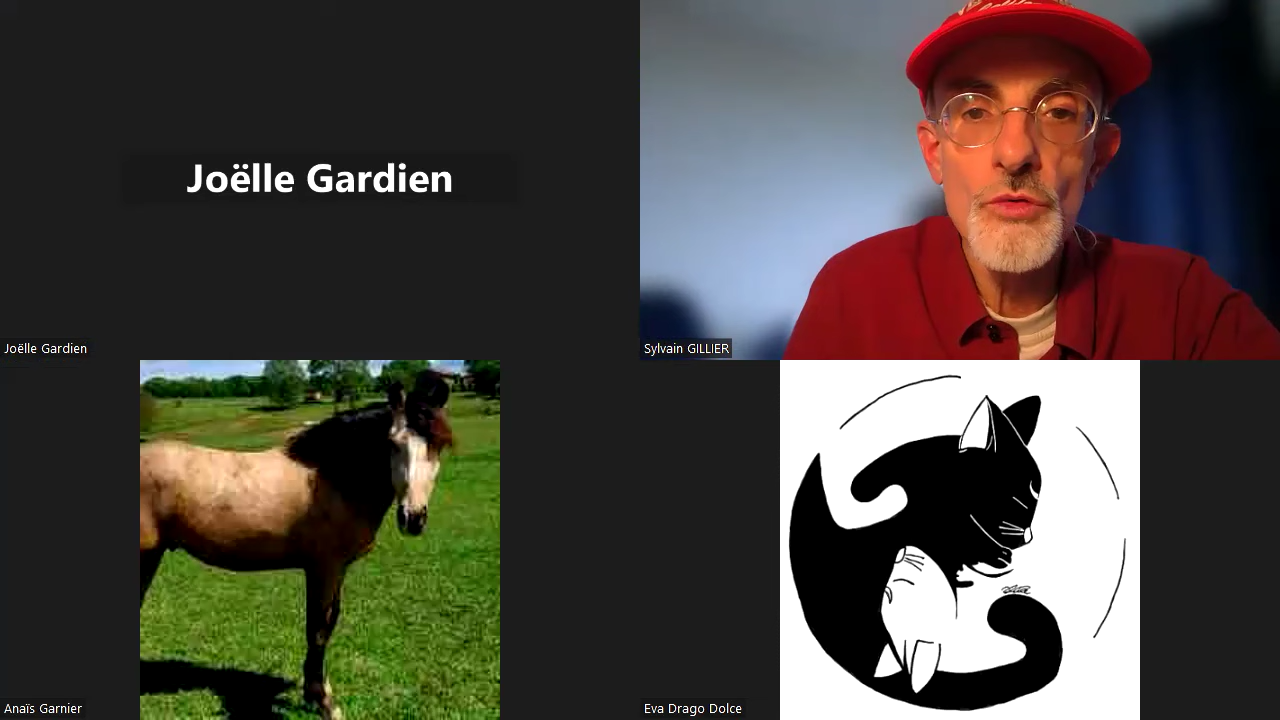 Joëlle Gardien
Joëlle Gardien
Sylvain GILLIER
Anaïs Garnier
Eva Drago Dolce